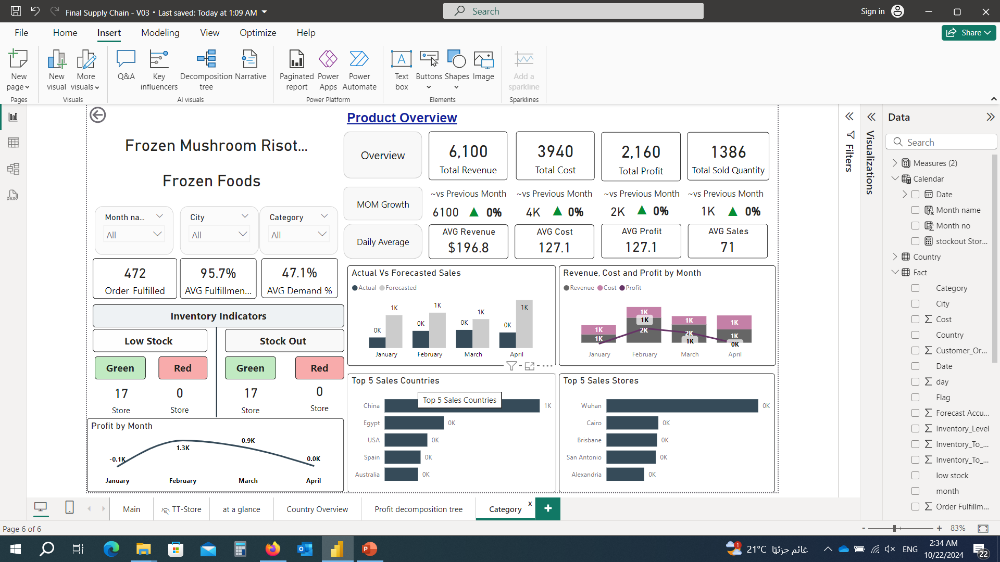 Final Supply Chain - V03 • Last saved: Today at 1:09 AM
Search
Sign in
File
Home
Insert
Modeling
View
Optimize
Help
Share
New page
New visual
More visuals
Q&A
Key influencers
Decomposition tree
Narrative
Paginated report
Power Apps
Power Automate
Text box
Buttons
Shapes
Image
Add a sparkline
Pages
Visuals
AI visuals
Power Platform
Elements
Sparklines
Product Overview
Frozen Mushroom Risot...
Frozen Foods
Month na...
All
City
All
Category
All
472
Order Fulfilled
95.7%
AVG Fulfillmen...
47.1%
AVG Demand %
Overview
6,100
Total Revenue
3940
Total Cost
2,160
Total Profit
1386
Total Sold Quantity
MOM Growth
~vs Previous Month
6100 ▲ 0%
~vs Previous Month
4K ▲ 0%
~vs Previous Month
2K ▲ 0%
~vs Previous Month
1K ▲ 0%
Daily Average
AVG Revenue
$196.8
AVG Cost
127.1
AVG Profit
127.1
AVG Sales
71
Inventory Indicators
Low Stock
Stock Out
Green
Red
Green
Red
17
Store
0
Store
17
Store
0
Store
Profit by Month
-0.1K
1.3K
0.9K
0.0K
January
February
March
April
Actual Vs Forecasted Sales
Actual
Forecasted
0K
1K
0K
1K
0K
1K
0K
1K
January
February
March
April
Revenue, Cost and Profit by Month
Revenue
Cost
Profit
1K
1K
1K
1K
2K
1K
2K
1K
1K
1K
0K
January
February
March
April
Top 5 Sales Countries
Top 5 Sales Countries
China 1K
Egypt 0K
USA 0K
Spain 0K
Australia 0K
Top 5 Sales Stores
Wuhan 0K
Cairo 0K
Brisbane 0K
San Antonio 0K
Alexandria 0K
Filters
Visualizations
Data
Search
Measures (2)
Calendar
Date
Month name
Month no
stockout Stor...
Country
Fact
Category
City
Cost
Country
Customer_Or...
Date
day
Flag
Forecast Accu...
Inventory_Level
Inventory_To_...
Inventory_To_...
low stock
month
Order Fulfillm...
Main
TT-Store
at a glance
Country Overview
Profit decomposition tree
Category
x
+
Page 6 of 6
- + 83%
1
21°C غائم جزئيًا
ENG
2:34 AM
10/22/2024
22
DAX
A
P